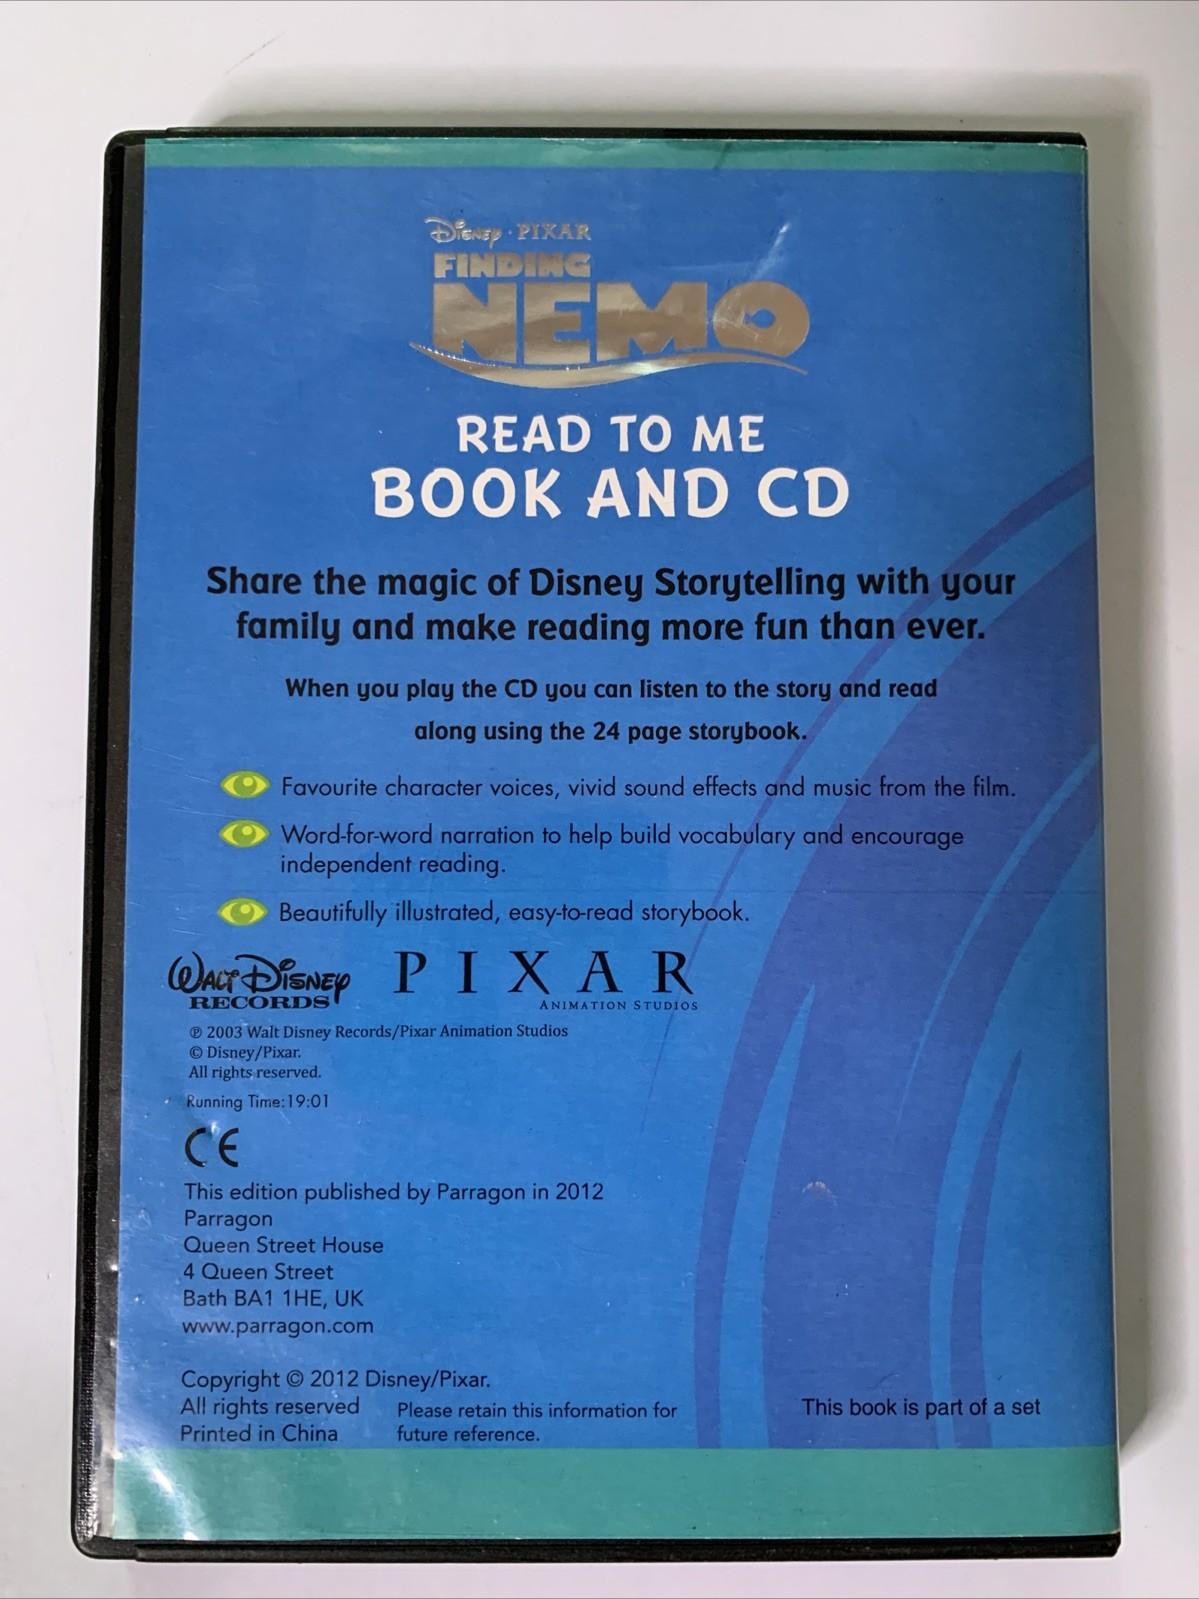 Disney · PIXAR
FINDING
NEMO
READ TO ME
BOOK AND CD
Share the magic of Disney Storytelling with your
family and make reading more fun than ever.
When you play the CD you can listen to the story and read
along using the 24 page storybook.
Favourite character voices, vivid sound effects and music from the film.
Word-for-word narration to help build vocabulary and encourage
independent reading.
Beautifully illustrated, easy-to-read storybook.
WALT DISNEY
RECORDS
PIXAR
ANIMATION STUDIOS
℗ 2003 Walt Disney Records/Pixar Animation Studios
© Disney/Pixar.
All rights reserved.
Running Time:19:01
CE
This edition published by Parragon in 2012
Parragon
Queen Street House
4 Queen Street
Bath BA1 1HE, UK
www.parragon.com
Copyright © 2012 Disney/Pixar.
All rights reserved
Printed in China
Please retain this information for
future reference.
This book is part of a set